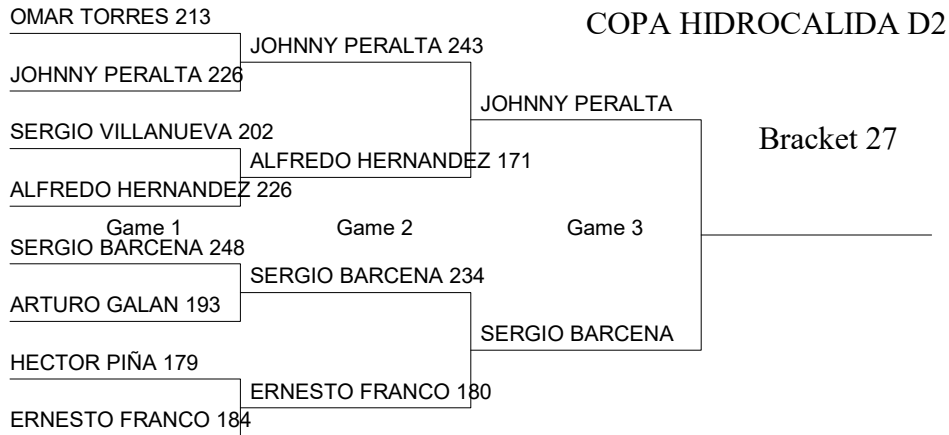 OMAR TORRES 213
COPA HIDROCALIDA D2
JOHNNY PERALTA 243
JOHNNY PERALTA 226
JOHNNY PERALTA
SERGIO VILLANUEVA 202
Bracket 27
ALFREDO HERNANDEZ 171
ALFREDO HERNANDEZ 226
Game 1
Game 2
Game 3
SERGIO BARCENA 248
SERGIO BARCENA 234
ARTURO GALAN 193
SERGIO BARCENA
HECTOR PIÑA 179
ERNESTO FRANCO 180
ERNESTO FRANCO 184